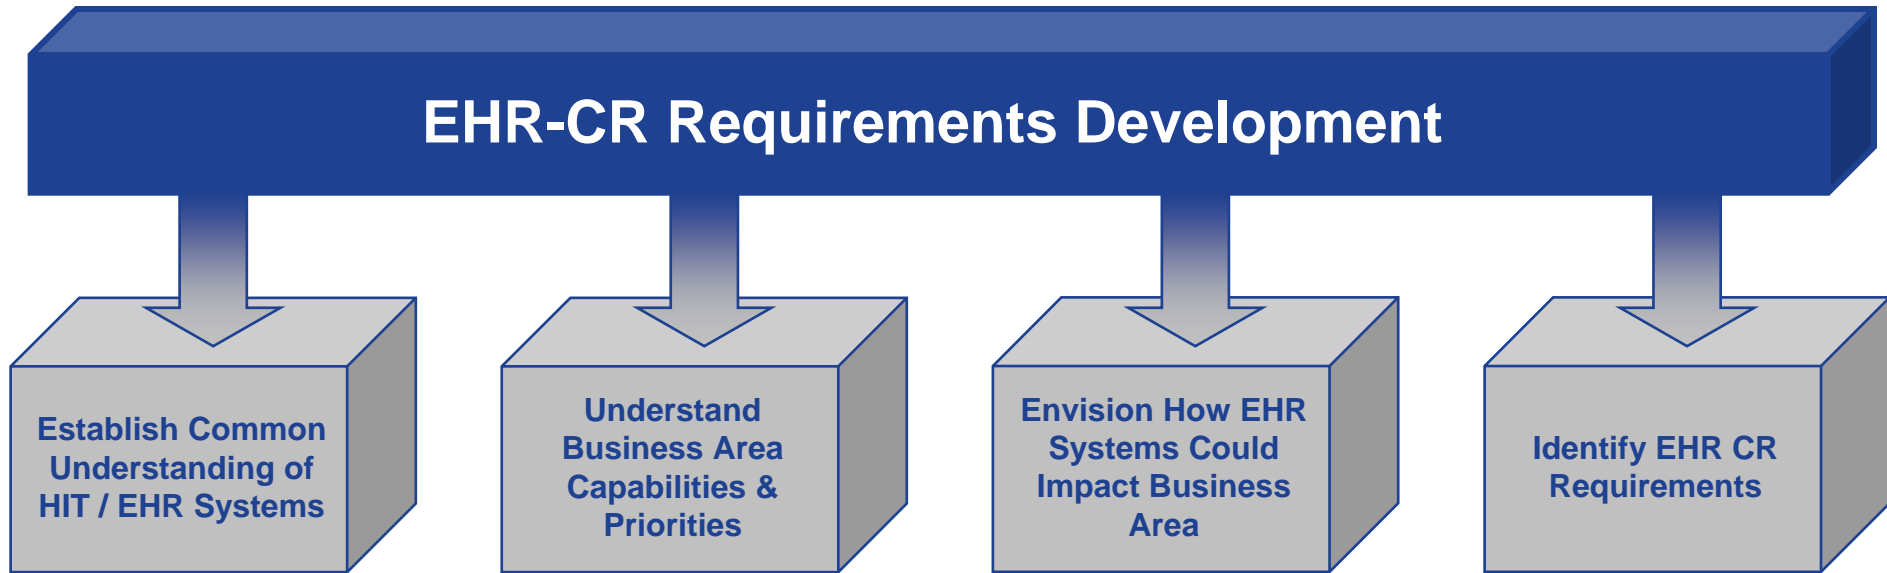 EHR-CR Requirements Development
Establish Common
Understanding of
HIT / EHR Systems
Understand
Business Area
Capabilities &
Priorities
Envision How EHR
Systems Could
Impact Business
Area
Identify EHR CR
Requirements